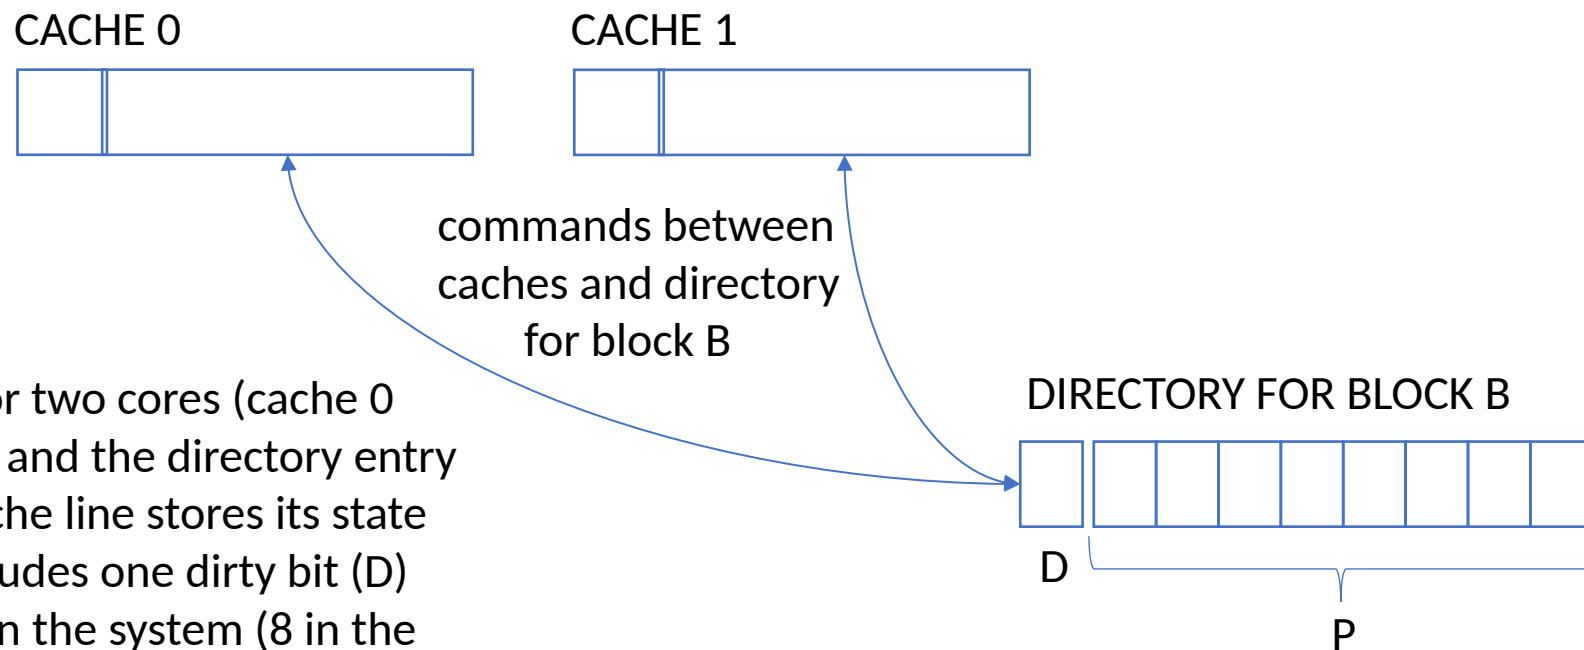 CACHE 0
CACHE 1
commands between
caches and directory
for block B
or two cores (cache 0
and the directory entry
che line stores its state
udes one dirty bit (D)
n the system (8 in the
DIRECTORY FOR BLOCK B
D
P